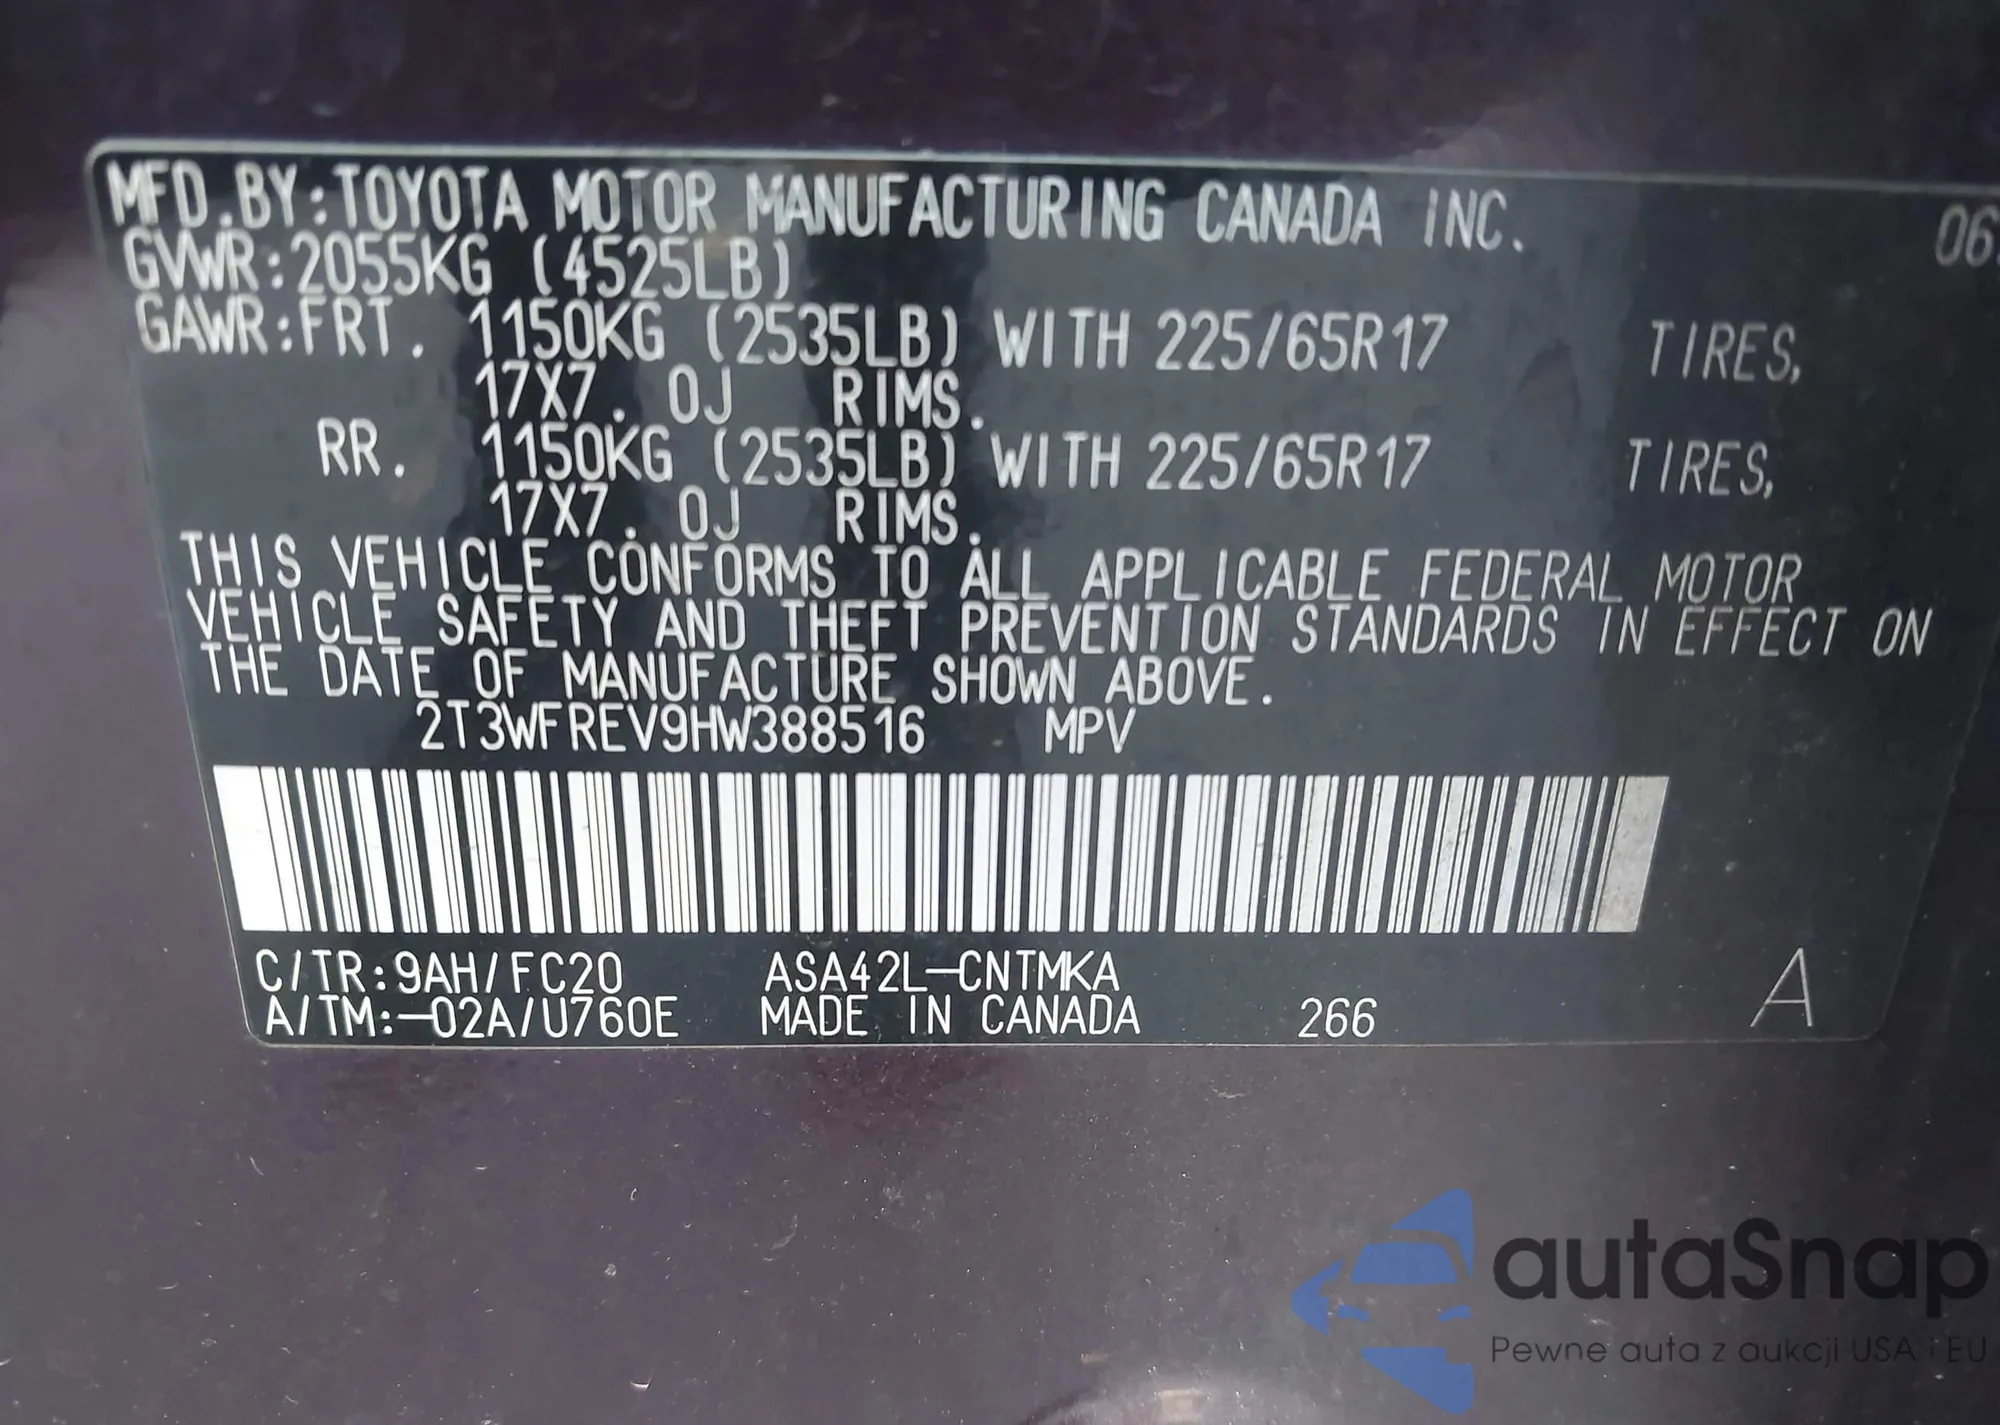 MFD.BY:TOYOTA MOTOR MANUFACTURING CANADA INC. 06
GVWR:2055KG (4525LB)
GAWR:FRT. 1150KG (2535LB) WITH 225/65R17 TIRES,
17X7. 0J RIMS.
RR. 1150KG (2535LB) WITH 225/65R17 TIRES,
17X7. 0J RIMS.
THIS VEHICLE CONFORMS TO ALL APPLICABLE FEDERAL MOTOR
VEHICLE SAFETY AND THEFT PREVENTION STANDARDS IN EFFECT ON
THE DATE OF MANUFACTURE SHOWN ABOVE.
2T3WFREV9HW388516 MPV
C/TR:9AH/FC20 ASA42L-CNTMKA
A/TM:-02A/U760E MADE IN CANADA 266 A
autaSnap
Pewne auta z aukcji USA i EU